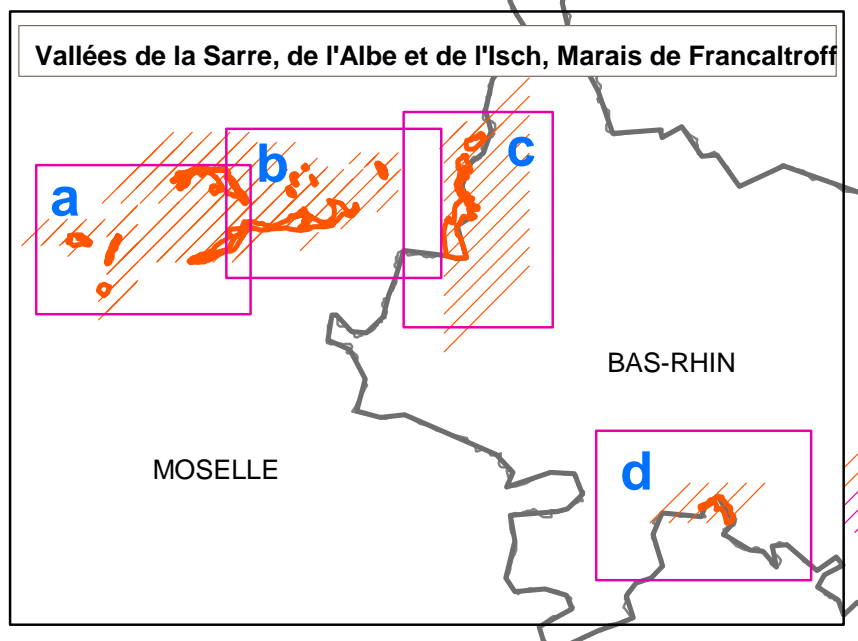 Vallées de la Sarre, de l'Albe et de l'Isch, Marais de Francaltroff
a
b
c
BAS-RHIN
MOSELLE
d